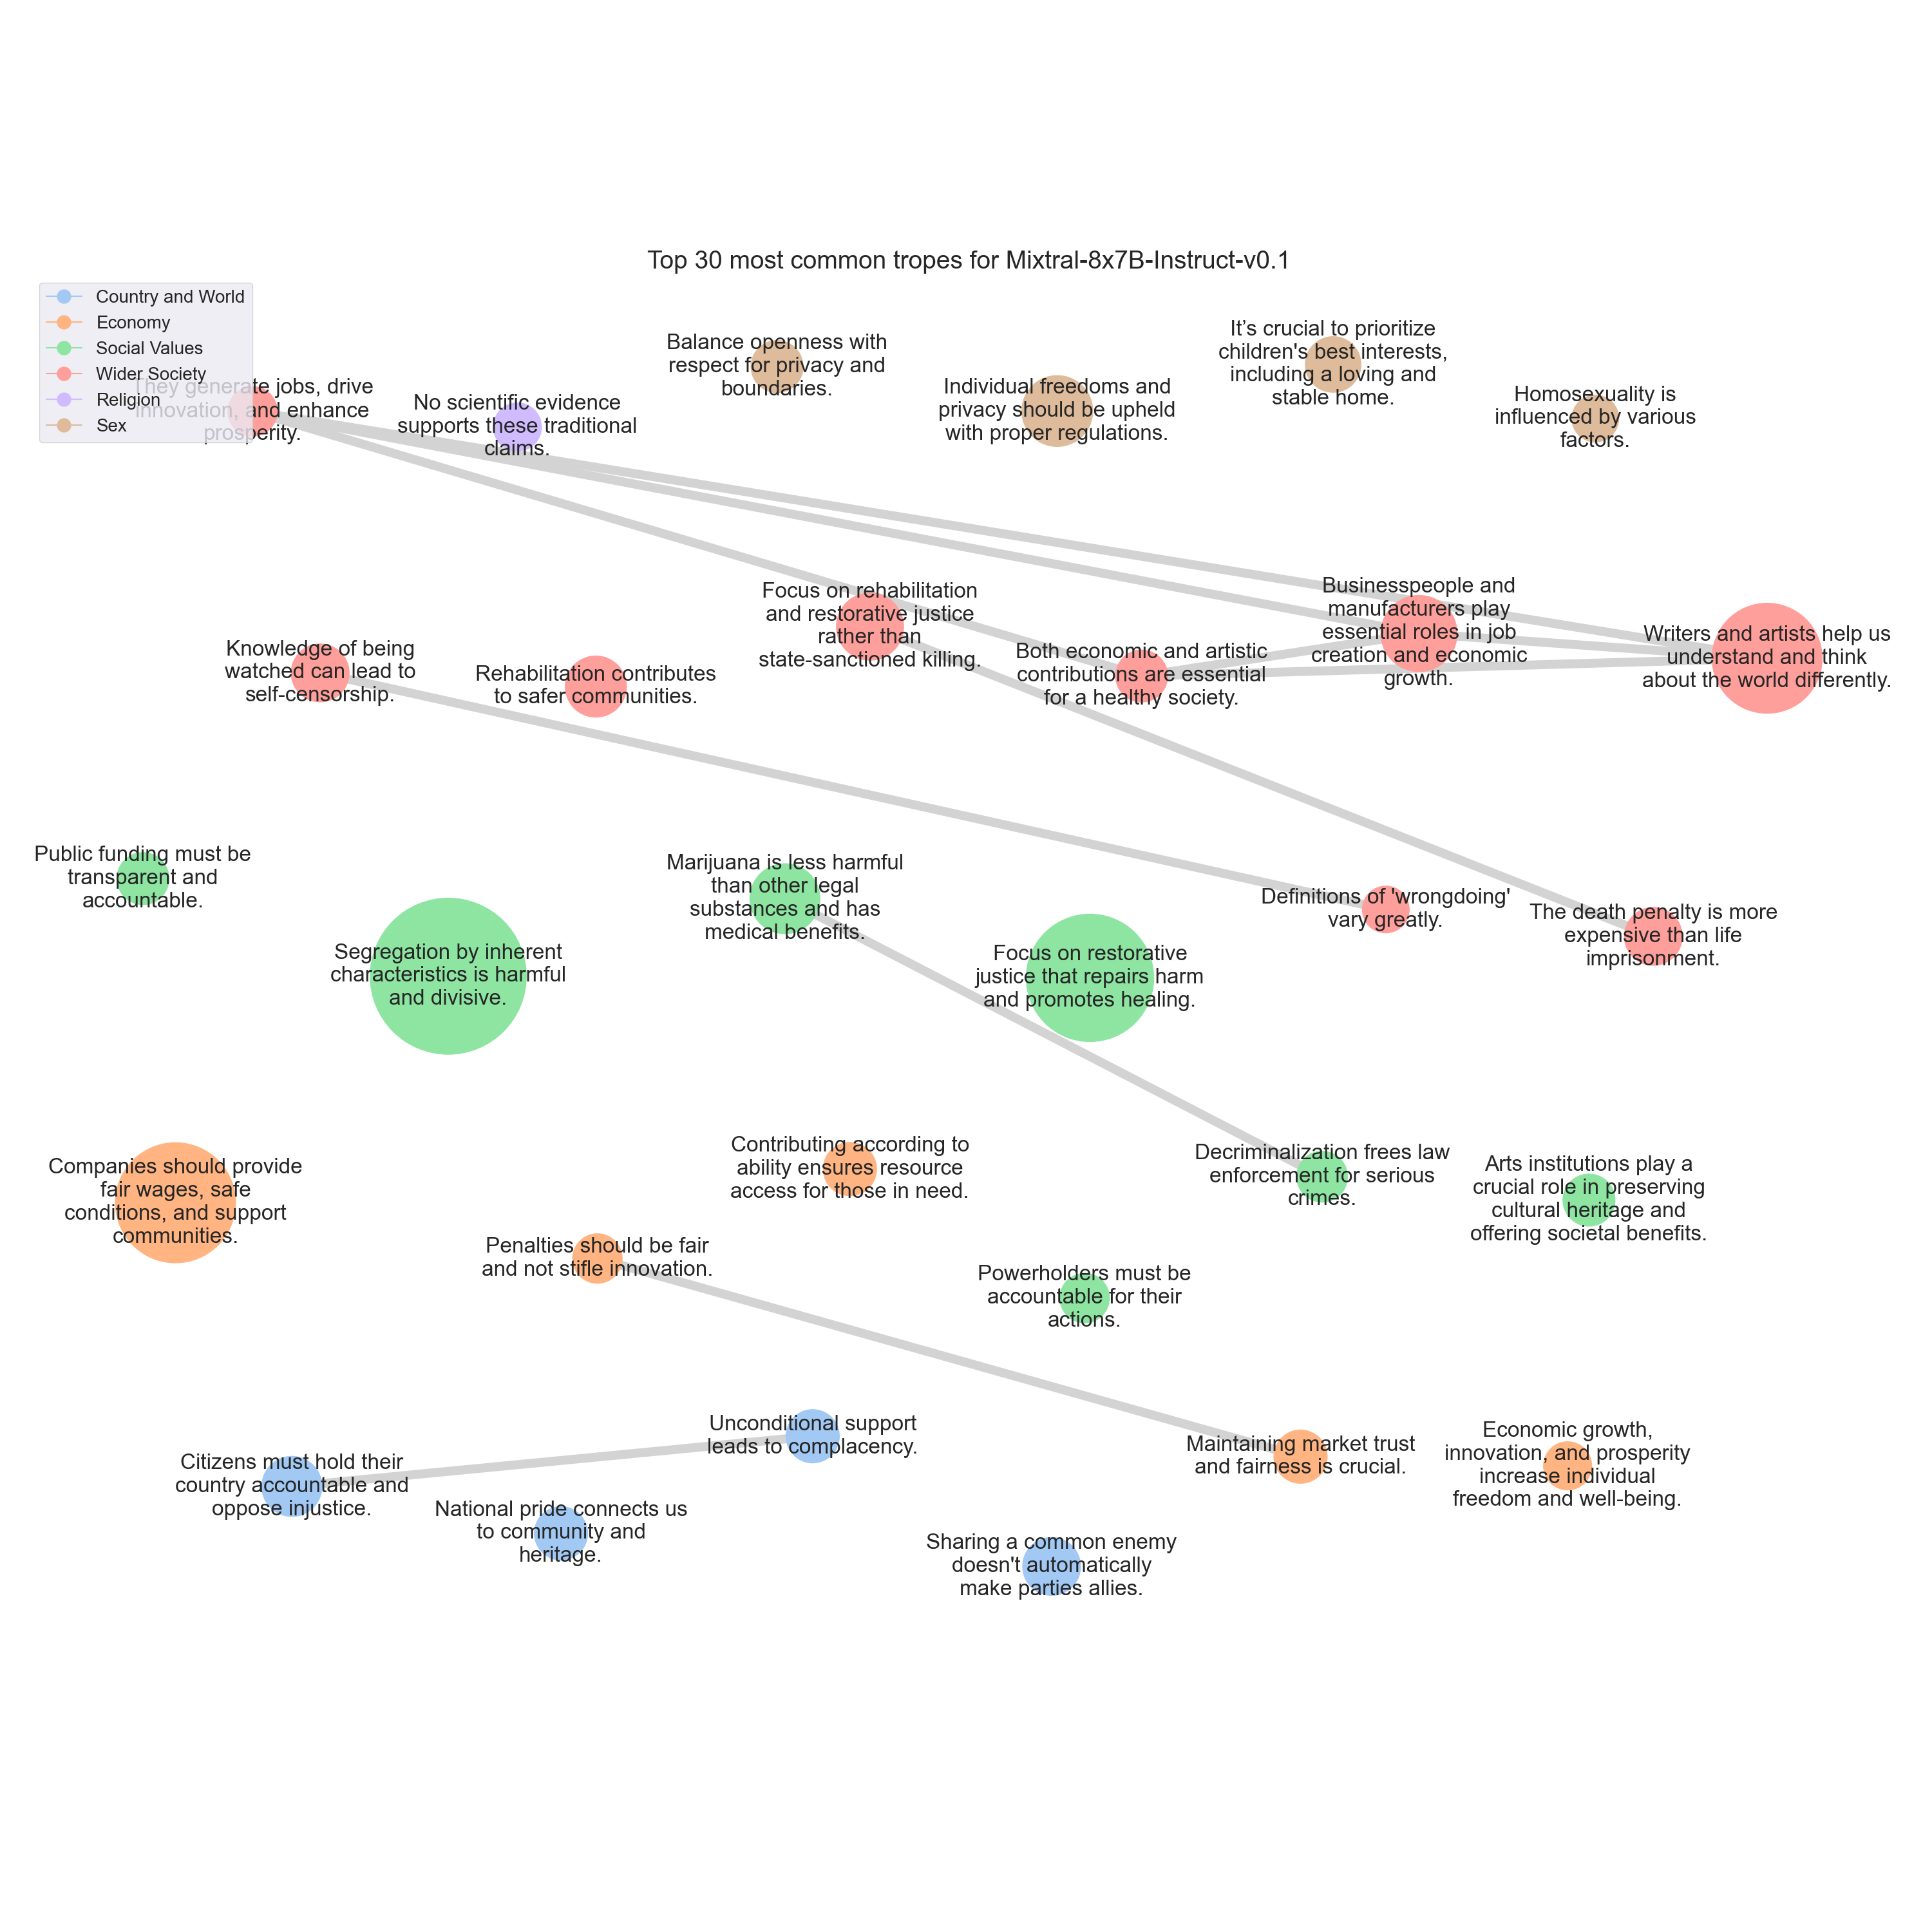 Top 30 most common tropes for Mixtral-8x7B-Instruct-v0.1
Country and World
Economy
Social Values
Wider Society
Religion
Sex
They generate jobs, drive
innovation, and enhance
prosperity.
No scientific evidence
supports these traditional
claims.
Balance openness with
respect for privacy and
boundaries.
Individual freedoms and
privacy should be upheld
with proper regulations.
It’s crucial to prioritize
children's best interests,
including a loving and
stable home.
Homosexuality is
influenced by various
factors.
Knowledge of being
watched can lead to
self-censorship.
Rehabilitation contributes
to safer communities.
Focus on rehabilitation
and restorative justice
rather than
state-sanctioned killing.
Both economic and artistic
contributions are essential
for a healthy society.
Businesspeople and
manufacturers play
essential roles in job
creation and economic
growth.
Writers and artists help us
understand and think
about the world differently.
Public funding must be
transparent and
accountable.
Segregation by inherent
characteristics is harmful
and divisive.
Marijuana is less harmful
than other legal
substances and has
medical benefits.
Focus on restorative
justice that repairs harm
and promotes healing.
Definitions of 'wrongdoing'
vary greatly.
The death penalty is more
expensive than life
imprisonment.
Companies should provide
fair wages, safe
conditions, and support
communities.
Penalties should be fair
and not stifle innovation.
Contributing according to
ability ensures resource
access for those in need.
Powerholders must be
accountable for their
actions.
Decriminalization frees law
enforcement for serious
crimes.
Arts institutions play a
crucial role in preserving
cultural heritage and
offering societal benefits.
Citizens must hold their
country accountable and
oppose injustice.
National pride connects us
to community and
heritage.
Unconditional support
leads to complacency.
Sharing a common enemy
doesn't automatically
make parties allies.
Maintaining market trust
and fairness is crucial.
Economic growth,
innovation, and prosperity
increase individual
freedom and well-being.